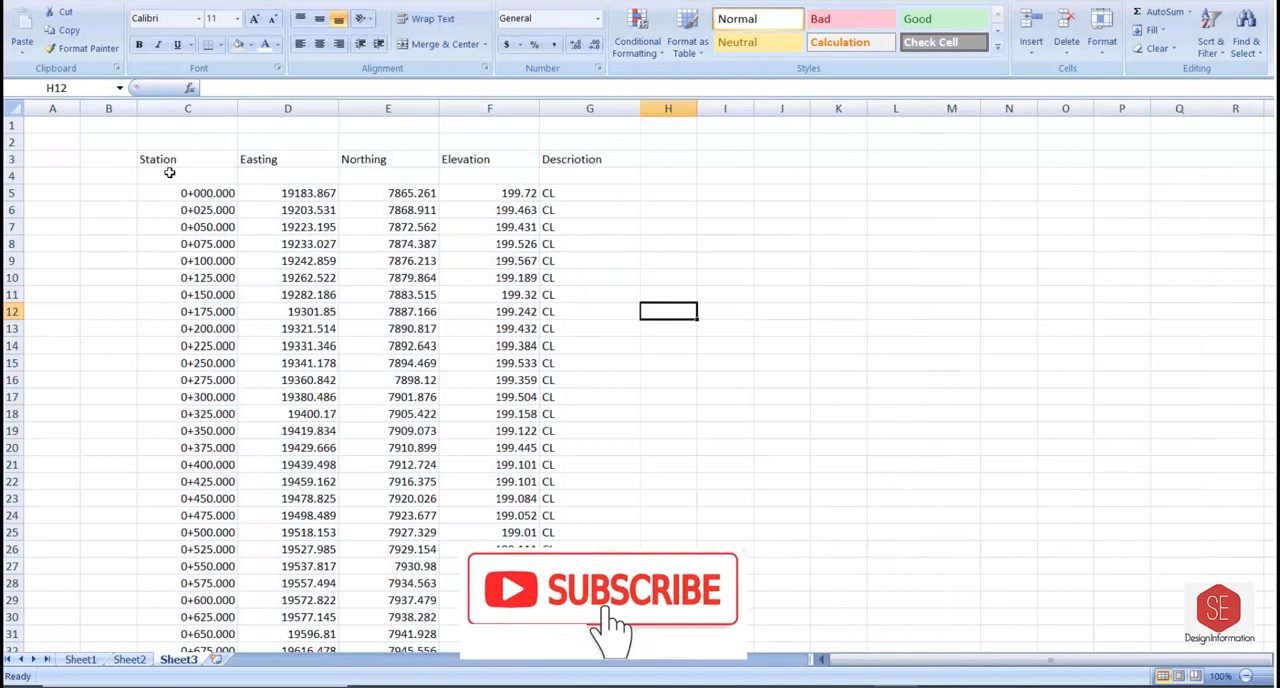 Cut
Copy
Paste
Format Painter
Clipboard
Calibri 11
B I U
A A
A
Font
Wrap Text
Merge & Center
Alignment
General
$ % ,
Number
Conditional
Formatting
Format as
Table
Normal Bad Good
Neutral Calculation Check Cell
Styles
Insert Delete Format
Cells
Σ AutoSum
Fill
Clear
Sort &
Filter
Find &
Select
Editing
H12 fx
A B C D E F G H I J K L M N O P Q R
1
2
3 Station Easting Northing Elevation Descriotion
4
5 0+000.000 19183.867 7865.261 199.72 CL
6 0+025.000 19203.531 7868.911 199.463 CL
7 0+050.000 19223.195 7872.562 199.431 CL
8 0+075.000 19233.027 7874.387 199.526 CL
9 0+100.000 19242.859 7876.213 199.567 CL
10 0+125.000 19262.522 7879.864 199.189 CL
11 0+150.000 19282.186 7883.515 199.32 CL
12 0+175.000 19301.85 7887.166 199.242 CL
13 0+200.000 19321.514 7890.817 199.432 CL
14 0+225.000 19331.346 7892.643 199.384 CL
15 0+250.000 19341.178 7894.469 199.533 CL
16 0+275.000 19360.842 7898.12 199.359 CL
17 0+300.000 19380.486 7901.876 199.504 CL
18 0+325.000 19400.17 7905.422 199.158 CL
19 0+350.000 19419.834 7909.073 199.122 CL
20 0+375.000 19429.666 7910.899 199.445 CL
21 0+400.000 19439.498 7912.724 199.101 CL
22 0+425.000 19459.162 7916.375 199.101 CL
23 0+450.000 19478.825 7920.026 199.084 CL
24 0+475.000 19498.489 7923.677 199.052 CL
25 0+500.000 19518.153 7927.329 199.01 CL
26 0+525.000 19527.985 7929.154
27 0+550.000 19537.817 7930.98
28 0+575.000 19557.494 7934.563
29 0+600.000 19572.822 7937.479
30 0+625.000 19577.145 7938.282
31 0+650.000 19596.81 7941.928
32 0+675.000 19616.478 7945.556
SUBSCRIBE
SE
DesignInformation
Sheet1 Sheet2 Sheet3
Ready 100%